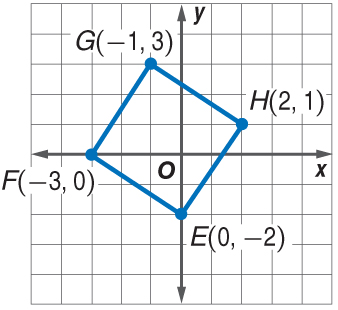 y
G(−1, 3)
H(2, 1)
O
x
F(−3, 0)
E(0, −2)